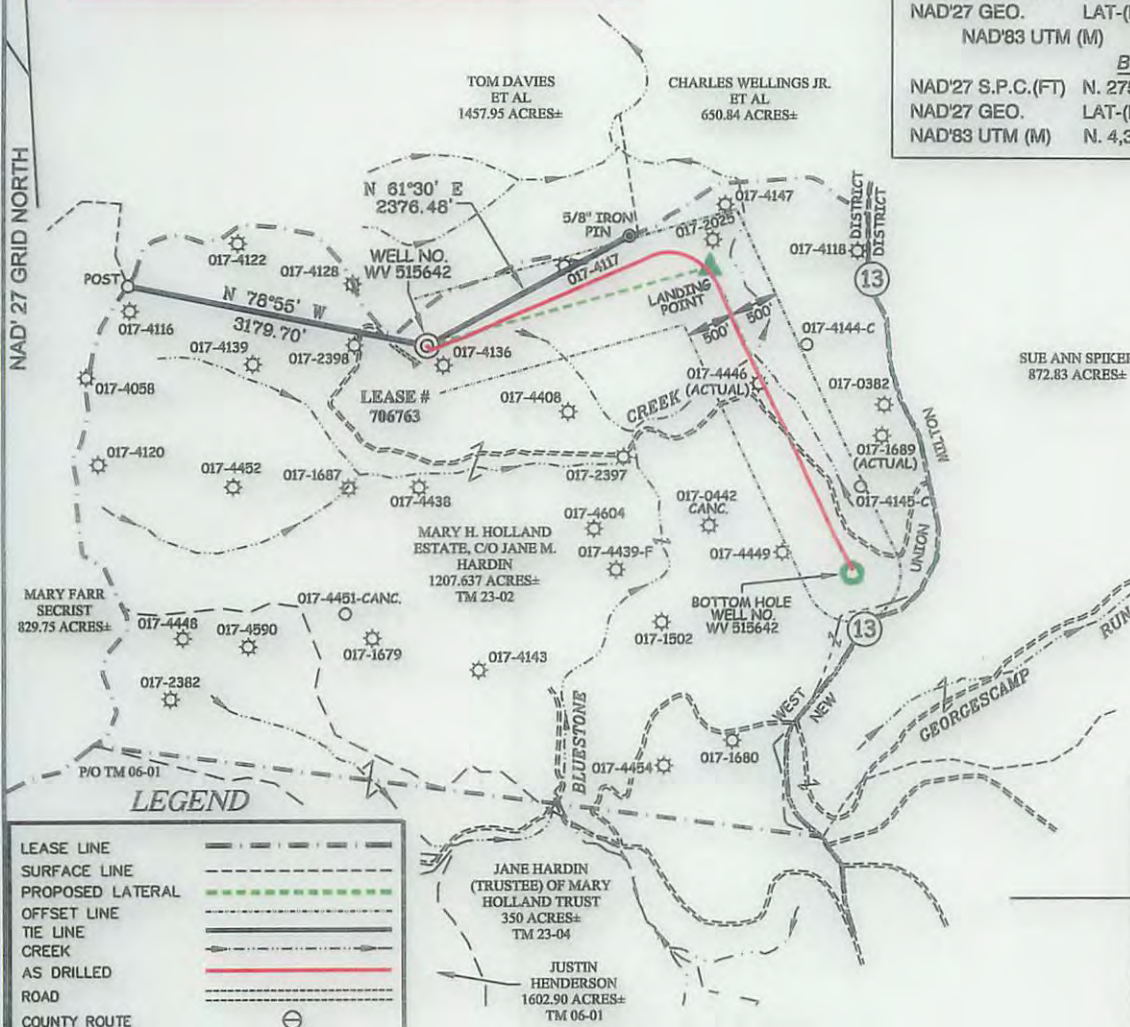 NAD'27 GEO. LAT-(
NAD'83 UTM (M)
NAD'27 S.P.C.(FT) N. 275
NAD'27 GEO. LAT-(
NAD'83 UTM (M) N. 4,3
NAD' 27 GRID NORTH
TOM DAVIES
ET AL
1457.95 ACRES±
CHARLES WELLINGS JR.
ET AL
650.84 ACRES±
N 61°30' E
2376.48'
5/8" IRON
PIN
017-4147
017-2025
DISTRICT
DISTRICT
017-4118
13
017-4122
WELL NO.
WV 515642
017-4128
017-4117
POST
N 78°55' W
3179.70'
LANDING
POINT
500'
500'
017-4116
017-4139
017-2398
017-4136
017-4144-C
SUE ANN SPIKER
872.83 ACRES±
017-4058
LEASE #
706763
017-4408
CREEK
017-4446
(ACTUAL)
017-0382
017-1689
(ACTUAL)
WILTON
017-4120
017-4452
017-1687
017-4438
017-2397
017-4145-C
017-0442
CANC.
017-4604
MARY H. HOLLAND
ESTATE, C/O JANE M.
HARDIN
1207.637 ACRES±
TM 23-02
017-4439-F
017-4449
UNION
MARY FARR
SECRIST
829.75 ACRES±
017-4451-CANC.
BOTTOM HOLE
WELL NO.
WV 515642
017-4448
017-4590
017-1679
017-1502
13
017-4143
017-2382
RUN
GEORGESCAMP
WEST
NEW
BLUESTONE
017-1680
017-4454
P/O TM 06-01
LEGEND
LEASE LINE
SURFACE LINE
PROPOSED LATERAL
OFFSET LINE
TIE LINE
CREEK
AS DRILLED
ROAD
COUNTY ROUTE
JANE HARDIN
(TRUSTEE) OF MARY
HOLLAND TRUST
350 ACRES±
TM 23-04
JUSTIN
HENDERSON
1602.90 ACRES±
TM 06-01